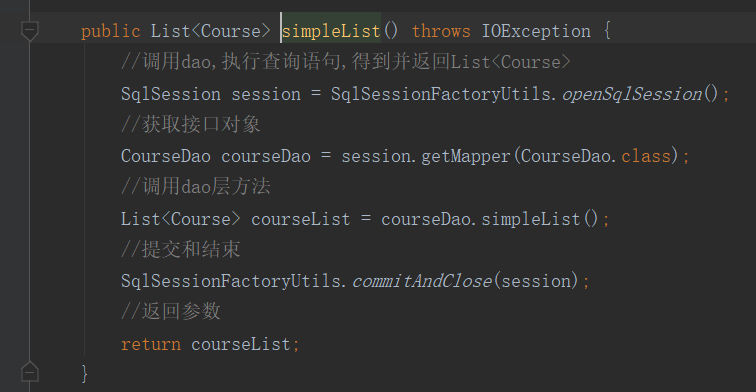 public List<Course> simpleList() throws IOException {
//调用dao,执行查询语句,得到并返回List<Course>
SqlSession session = SqlSessionFactoryUtils.openSqlSession();
//获取接口对象
CourseDao courseDao = session.getMapper(CourseDao.class);
//调用dao层方法
List<Course> courseList = courseDao.simpleList();
//提交和结束
SqlSessionFactoryUtils.commitAndClose(session);
//返回参数
return courseList;
}